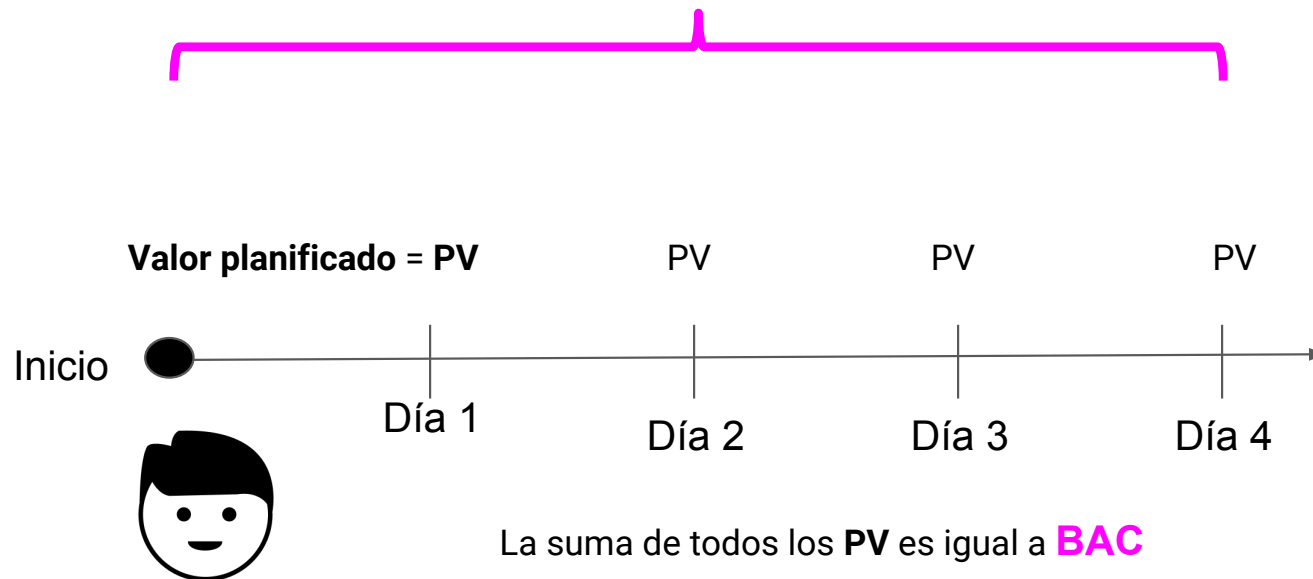 Valor planificado = PV PV PV PV
Inicio
Día 1 Día 2 Día 3 Día 4
La suma de todos los PV es igual a BAC